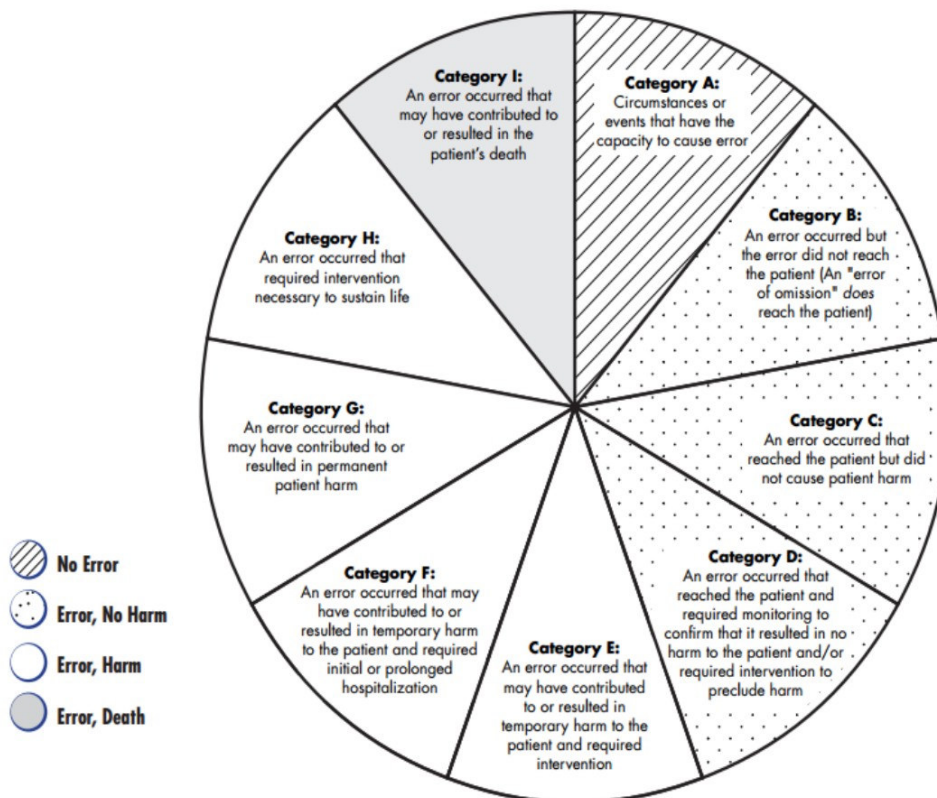 Category I:
An error occurred that
may have contributed to
or resulted in the
patient's death
Category A:
Circumstances or
events that have the
capacity to cause error
Category B:
An error occurred but
the error did not reach
the patient (An "error
of omission" does
reach the patient)
Category H:
An error occurred that
required intervention
necessary to sustain life
Category C:
An error occurred that
reached the patient but did
not cause patient harm
Category G:
An error occurred that
may have contributed to or
resulted in permanent
patient harm
Category D:
An error occurred that
reached the patient and
required monitoring to
confirm that it resulted in no
harm to the patient and/or
required intervention to
preclude harm
Category F:
An error occurred that may
have contributed to or
resulted in temporary harm
to the patient and required
initial or prolonged
hospitalization
Category E:
An error occurred that
may have contributed
to or resulted in
temporary harm to the
patient and required
intervention
No Error
Error, No Harm
Error, Harm
Error, Death